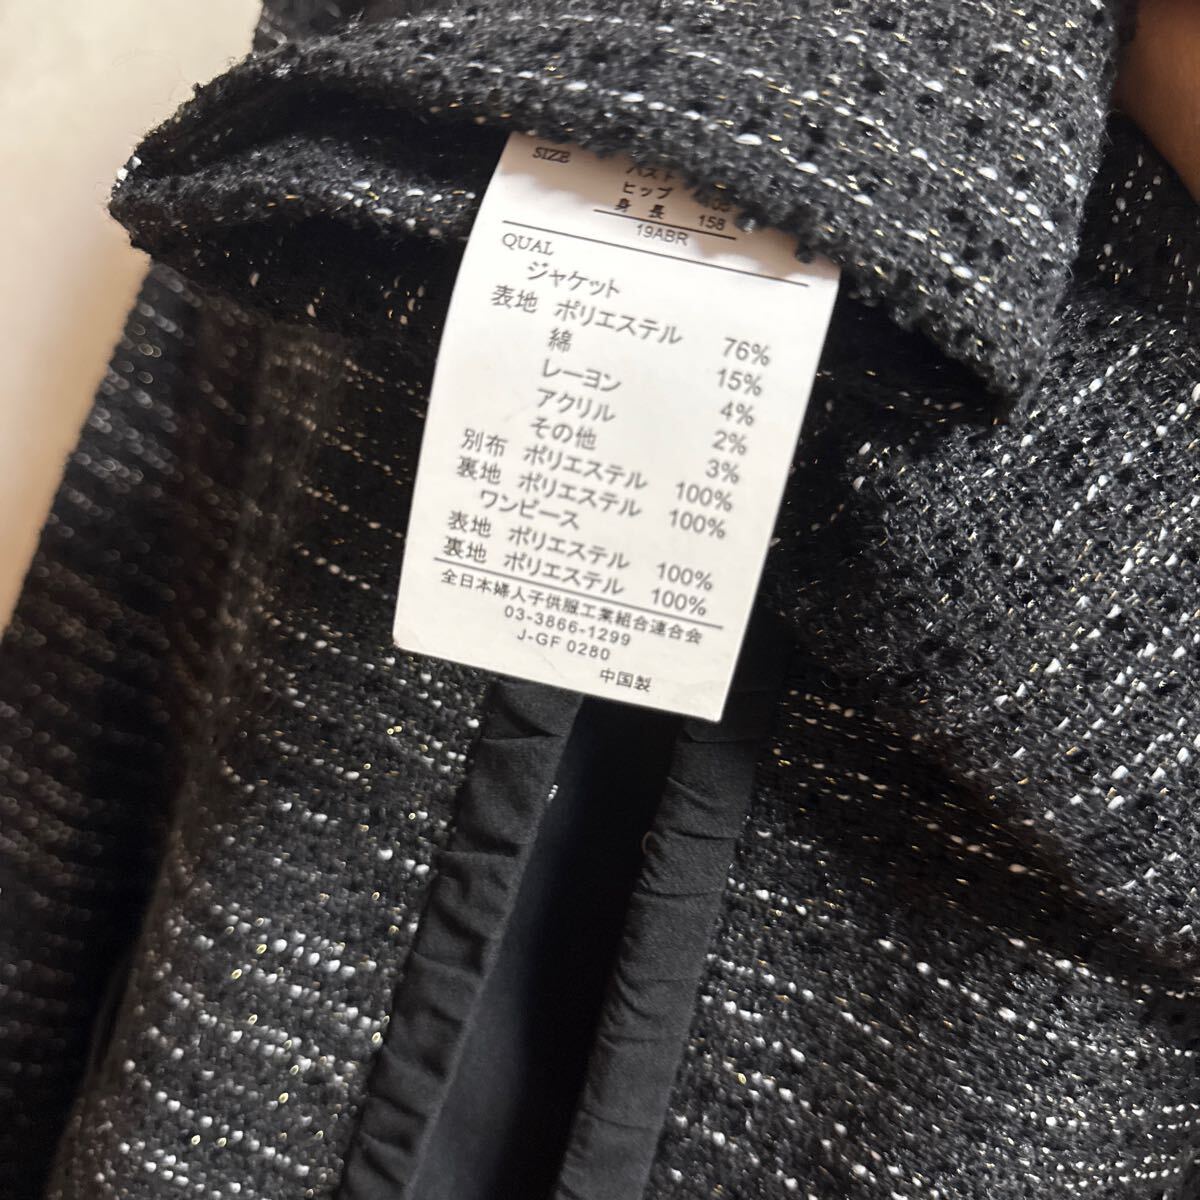 SIZE
バスト
ヒップ
身 長 158
19ABR
QUAL
ジャケット
表地 ポリエステル 76%
綿 15%
レーヨン 4%
アクリル 2%
その他 3%
別布 ポリエステル 100%
裏地 ポリエステル 100%
ワンピース
表地 ポリエステル 100%
裏地 ポリエステル 100%
全日本婦人子供服工業組合連合会
03-3866-1299
J-GF 0280
中国製